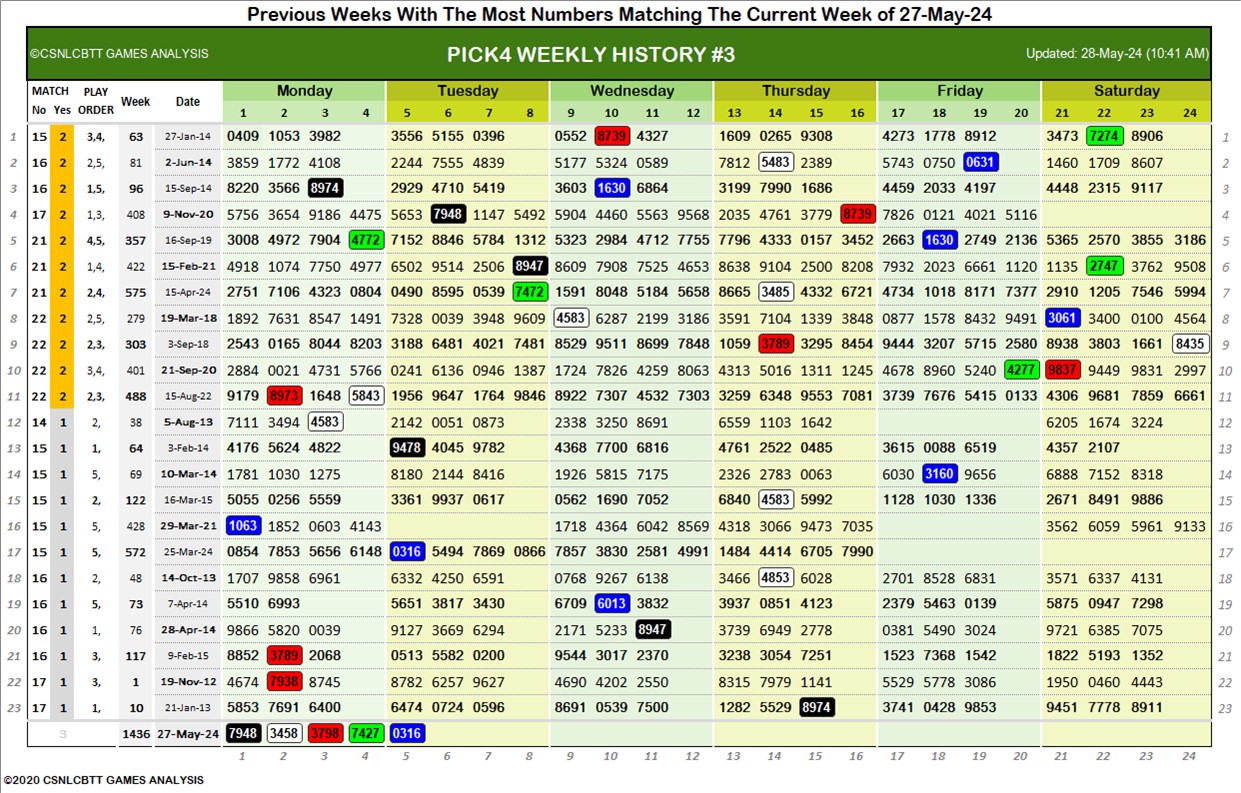 Previous Weeks With The Most Numbers Matching The Current Week of 27-May-24
©CSNLCBTT GAMES ANALYSIS PICK4 WEEKLY HISTORY #3 Updated: 28-May-24 (10:41 AM)
MATCH PLAY Week Date Monday Tuesday Wednesday Thursday Friday Saturday
No Yes ORDER 1 2 3 4 5 6 7 8 9 10 11 12 13 14 15 16 17 18 19 20 21 22 23 24
1 15 2 3,4, 63 27-Jan-14 0409 1053 3982 3556 5155 0396 0552 8739 4327 1609 0265 9308 4273 1778 8912 3473 7274 8906 1
2 16 2 2,5, 81 2-Jun-14 3859 1772 4108 2244 7555 4839 5177 5324 0589 7812 5483 2389 5743 0750 0631 1460 1709 8607 2
3 16 2 1,5, 96 15-Sep-14 8220 3566 8974 2929 4710 5419 3603 1630 6864 3199 7990 1686 4459 2033 4197 4448 2315 9117 3
4 17 2 1,3, 408 9-Nov-20 5756 3654 9186 4475 5653 7948 1147 5492 5904 4460 5563 9568 2035 4761 3779 8739 7826 0121 4021 5116 4
5 21 2 4,5, 357 16-Sep-19 3008 4972 7904 4772 7152 8846 5784 1312 5323 2984 4712 7755 7796 4333 0157 3452 2663 1630 2749 2136 5365 2570 3855 3186 5
6 21 2 1,4, 422 15-Feb-21 4918 1074 7750 4977 6502 9514 2506 8947 8609 7908 7525 4653 8638 9104 2500 8208 7932 2023 6661 1120 1135 2747 3762 9508 6
7 21 2 2,4, 575 15-Apr-24 2751 7106 4323 0804 0490 8595 0539 7472 1591 8048 5184 5658 8665 3485 4332 6721 4734 1018 9171 7377 2910 1205 7546 5994 7
8 22 2 2,5, 279 19-Mar-18 1892 7631 8547 1491 7328 0039 3948 9609 4583 6287 2199 3186 3591 7104 1339 3848 0877 1578 8432 9491 3061 3400 0100 4564 8
9 22 2 2,3, 303 3-Sep-18 2543 0165 8044 8203 3188 6481 4021 7481 8529 9511 8699 7848 1059 3789 3295 8454 9444 3207 5715 2580 8938 3803 1661 8435 9
10 22 2 3,4, 401 21-Sep-20 2884 0021 4731 5766 0241 6136 0946 1387 1724 7826 4259 8063 4313 5016 1311 1245 4678 8960 5240 4277 9837 9449 9831 2997 10
11 22 2 2,3, 488 15-Aug-22 9179 8973 1648 5843 1956 9647 1764 9846 8922 7307 4532 7303 3259 6348 9553 7081 3739 7676 5415 0133 4306 9681 7859 6661 11
12 14 1 2, 38 5-Aug-13 7111 3494 4583 2142 0051 0873 2338 3250 8691 6559 1103 1642 6205 1674 3224 12
13 15 1 1, 64 3-Feb-14 4176 5624 4822 9478 4045 9782 4368 7700 6816 4761 2522 0485 3615 0088 6519 4357 2107 13
14 15 1 5, 69 10-Mar-14 1781 1030 1275 8180 2144 8416 1926 5815 7175 2326 2783 0063 6030 3160 9656 6888 7152 8318 14
15 15 1 2, 122 16-Mar-15 5055 0256 5559 3361 9937 0617 0562 1690 7052 6840 4583 5992 1128 1030 1336 2671 8491 9886 15
16 15 1 5, 428 29-Mar-21 1063 1852 0603 4143 1718 4364 6042 8569 4318 3066 9473 7035 3562 6059 5961 9133 16
17 15 1 5, 572 25-Mar-24 0854 7853 5656 6148 0316 5494 7869 0866 7857 3830 2581 4991 1484 4414 6705 7990 17
18 16 1 2, 48 14-Oct-13 1707 9858 6961 6332 4250 6591 0768 9267 6138 3466 4853 6028 2701 8528 6831 3571 6337 4131 18
19 16 1 5, 73 7-Apr-14 5510 6993 5651 3817 3430 6709 6013 3832 3937 0851 4123 2379 5463 0139 5875 0947 7298 19
20 16 1 1, 76 28-Apr-14 9866 5820 0039 9127 3669 6294 2171 5233 8947 3739 6949 2778 0381 5490 3024 9721 6385 7075 20
21 16 1 3, 117 9-Feb-15 8852 3789 2068 0513 5582 0200 9544 3017 2370 3238 3054 7251 1523 7368 1542 1822 5193 1352 21
22 17 1 3, 1 19-Nov-12 4674 7938 8745 8782 6257 9627 4690 4202 2550 8315 7979 1141 5529 5778 3086 1950 0460 4443 22
23 17 1 1, 10 21-Jan-13 5853 7691 6400 6474 0724 0596 8691 0539 7500 1282 5529 8974 3741 0428 9853 9451 7778 8911 23
3 1436 27-May-24 7948 3458 3798 7427 0316
1 2 3 4 5 6 7 8 9 10 11 12 13 14 15 16 17 18 19 20 21 22 23 24
©2020 CSNLCBTT GAMES ANALYSIS